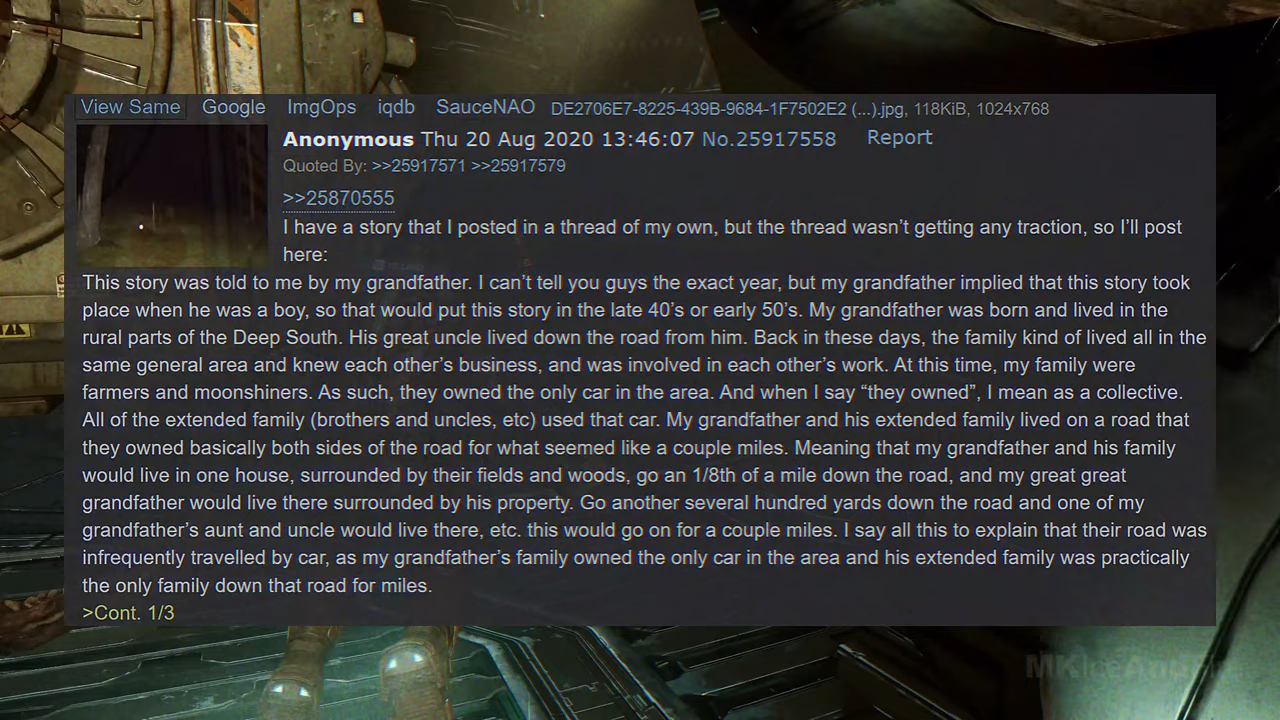 View Same Google ImgOps iqdb SauceNAO DE2706E7-8225-439B-9684-1F7502E2 (...).jpg, 118KiB, 1024x768
Anonymous Thu 20 Aug 2020 13:46:07 No.25917558 Report
Quoted By: >>25917571 >>25917579
>>25870555
I have a story that I posted in a thread of my own, but the thread wasn’t getting any traction, so I’ll post
here:
This story was told to me by my grandfather. I can’t tell you guys the exact year, but my grandfather implied that this story took
place when he was a boy, so that would put this story in the late 40’s or early 50’s. My grandfather was born and lived in the
rural parts of the Deep South. His great uncle lived down the road from him. Back in these days, the family kind of lived all in the
same general area and knew each other’s business, and was involved in each other’s work. At this time, my family were
farmers and moonshiners. As such, they owned the only car in the area. And when I say “they owned”, I mean as a collective.
All of the extended family (brothers and uncles, etc) used that car. My grandfather and his extended family lived on a road that
they owned basically both sides of the road for what seemed like a couple miles. Meaning that my grandfather and his family
would live in one house, surrounded by their fields and woods, go an 1/8th of a mile down the road, and my great great
grandfather would live there surrounded by his property. Go another several hundred yards down the road and one of my
grandfather’s aunt and uncle would live there, etc. this would go on for a couple miles. I say all this to explain that their road was
infrequently travelled by car, as my grandfather’s family owned the only car in the area and his extended family was practically
the only family down that road for miles.
>Cont. 1/3